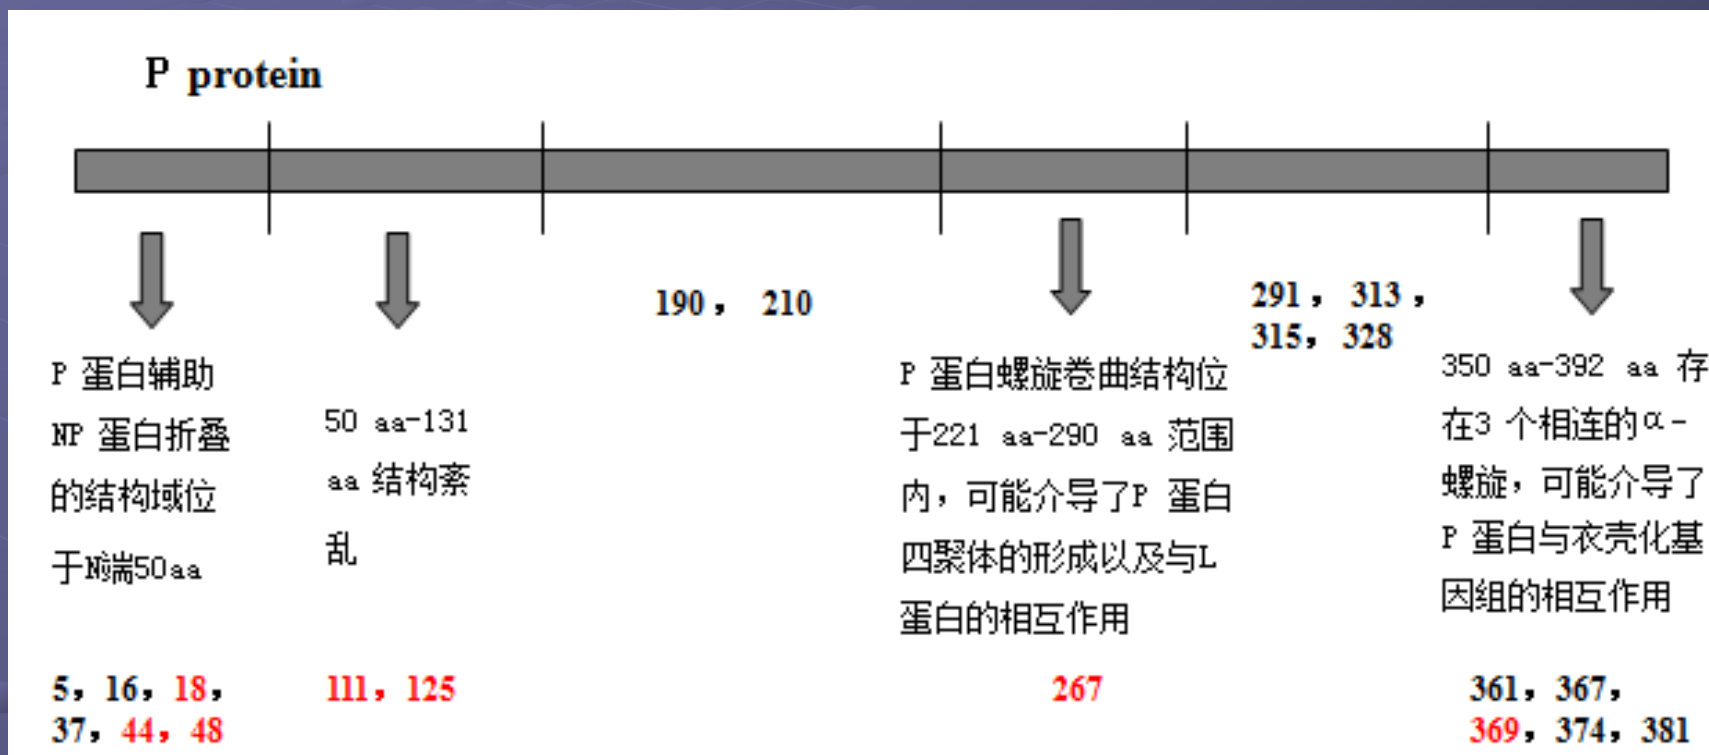 P protein
190， 210
291， 313，
315，328
P 蛋白辅助
NP 蛋白折叠
的结构域位
于N端50aa
50 aa-131
aa 结构紊
乱
P 蛋白螺旋卷曲结构位
于221 aa-290 aa 范围
内，可能介导了P 蛋白
四聚体的形成以及与L
蛋白的相互作用
350 aa-392 aa 存
在3 个相连的α-
螺旋，可能介导了
P 蛋白与衣壳化基
因组的相互作用
5，16，18，
37，44，48
111，125
267
361，367，
369，374，381